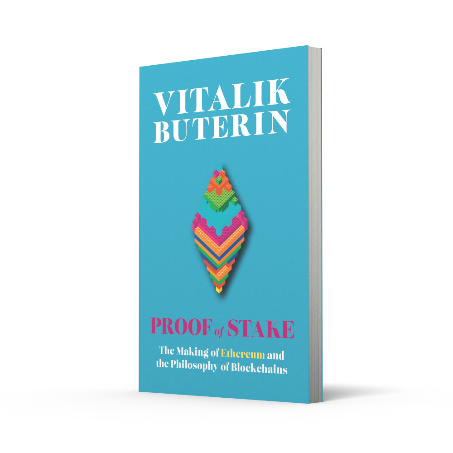 VITALIK
BUTERIN
PROOF of STAKE
The Making of Ethereum and
the Philosophy of Blockchains